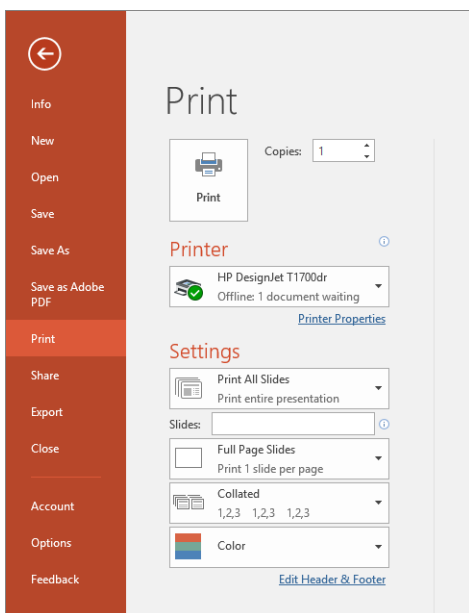 Info
New
Open
Save
Save As
Save as Adobe
PDF
Print
Share
Export
Close
Account
Options
Feedback
Print
Print
Copies: 1
Printer
HP DesignJet T1700dr
Offline: 1 document waiting
Printer Properties
Settings
Print All Slides
Print entire presentation
Slides:
Full Page Slides
Print 1 slide per page
Collated
1,2,3 1,2,3 1,2,3
Color
Edit Header & Footer